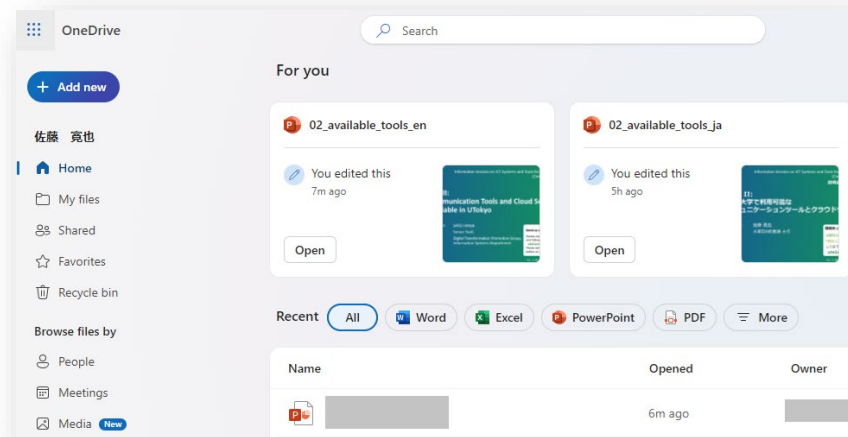 OneDrive
Search
Add new
佐藤 寛也
Home
My files
Shared
Favorites
Recycle bin
Browse files by
People
Meetings
Media New
For you
02_available_tools_en
You edited this
7m ago
Open
02_available_tools_ja
You edited this
5h ago
Open
Recent
All
Word
Excel
PowerPoint
PDF
More
Name
Opened
Owner
6m ago